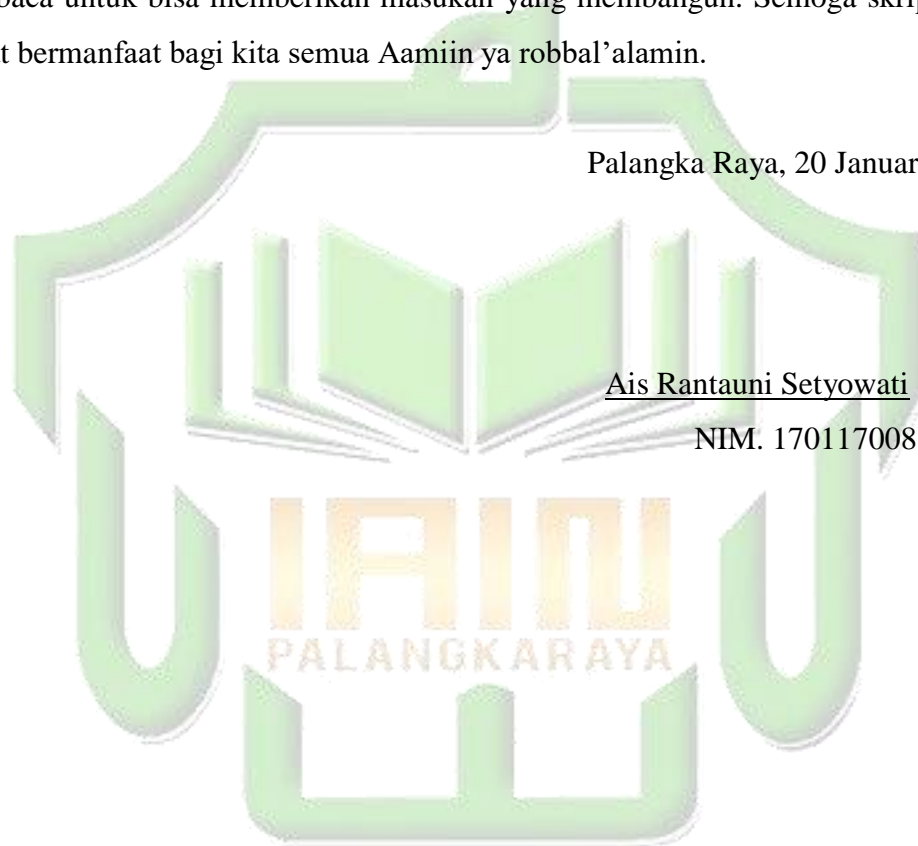 baca untuk bisa memberikan masukan yang membangun. Semoga skrip
t bermanfaat bagi kita semua Aamiin ya robbal’alamin.
Palangka Raya, 20 Januar
Ais Rantauni Setyowati
NIM. 170117008
IAIN
PALANGKARAYA